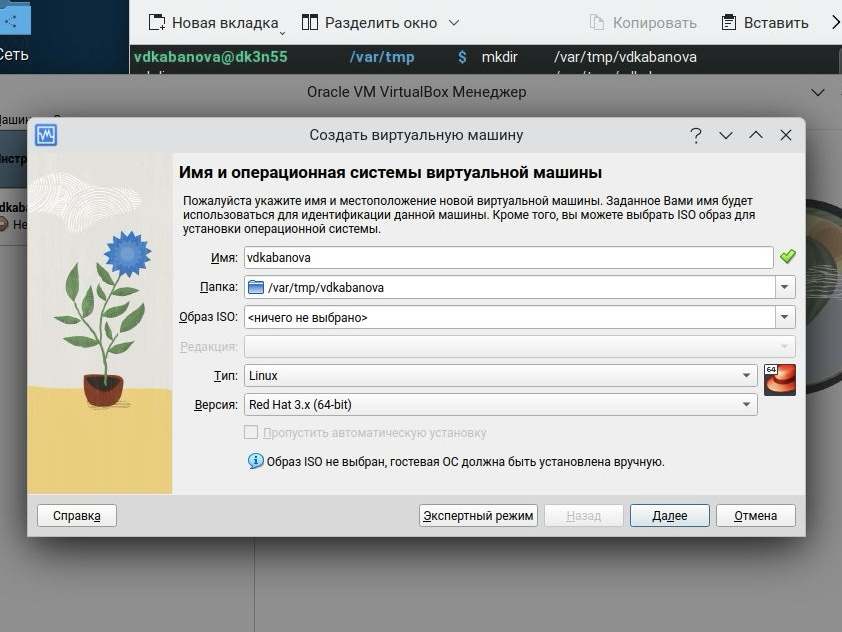 Новая вкладка Разделить окно Копировать Вставить
Сеть
vdkabanova@dk3n55 /var/tmp $ mkdir /var/tmp/vdkabanova
Oracle VM VirtualBox Менеджер
Создать виртуальную машину
Имя и операционная системы виртуальной машины
Пожалуйста укажите имя и местоположение новой виртуальной машины. Заданное Вами имя будет
использоваться для идентификации данной машины. Кроме того, вы можете выбрать ISO образ для
установки операционной системы.
Имя: vdkabanova
Папка: /var/tmp/vdkabanova
Образ ISO: <ничего не выбрано>
Редакция:
Тип: Linux
64
Версия: Red Hat 3.x (64-bit)
Пропустить автоматическую установку
Образ ISO не выбран, гостевая ОС должна быть установлена вручную.
Справка Экспертный режим Назад Далее Отмена